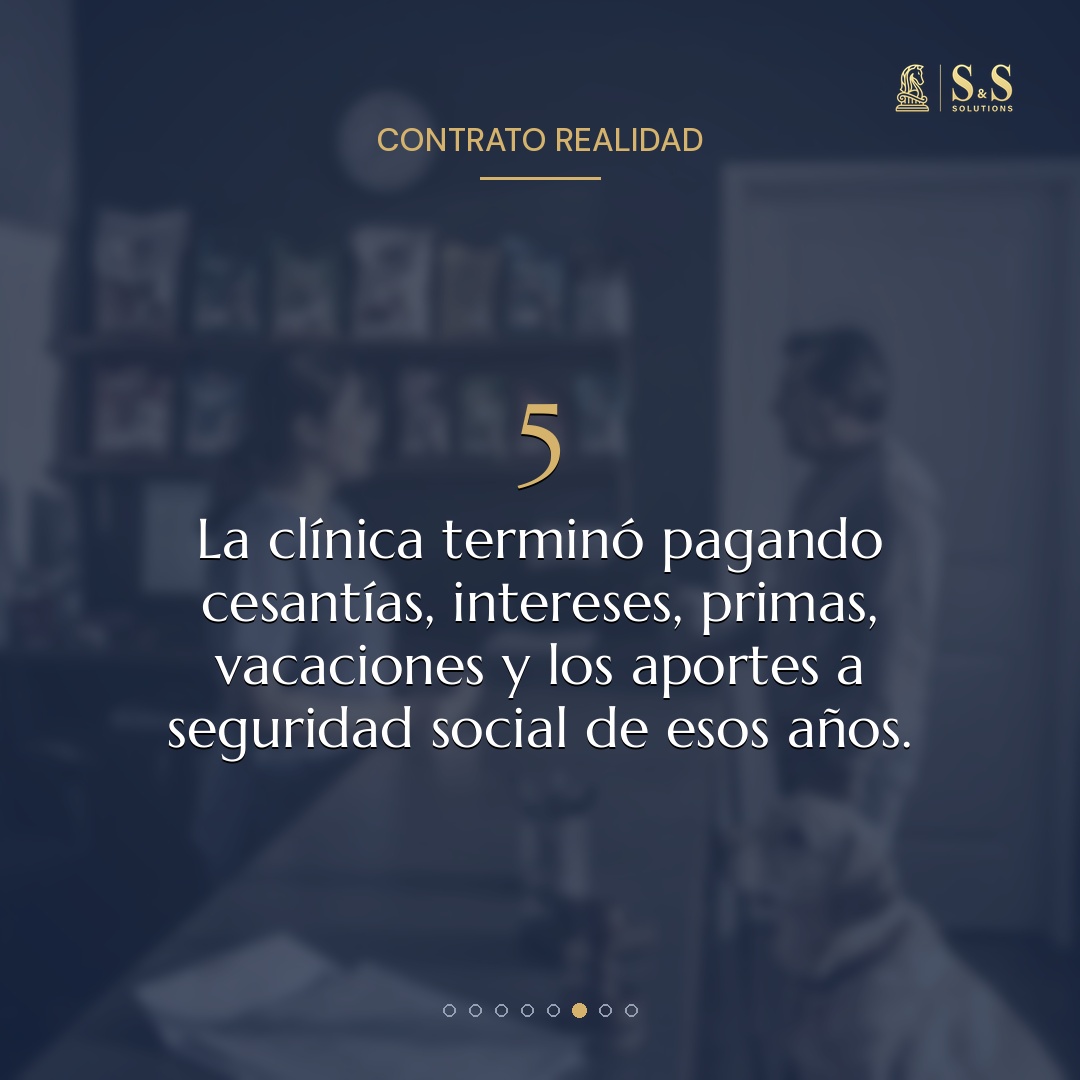 S&S
SOLUTIONS
CONTRATO REALIDAD
5
La clínica terminó pagando
cesantías, intereses, primas,
vacaciones y los aportes a
seguridad social de esos años.